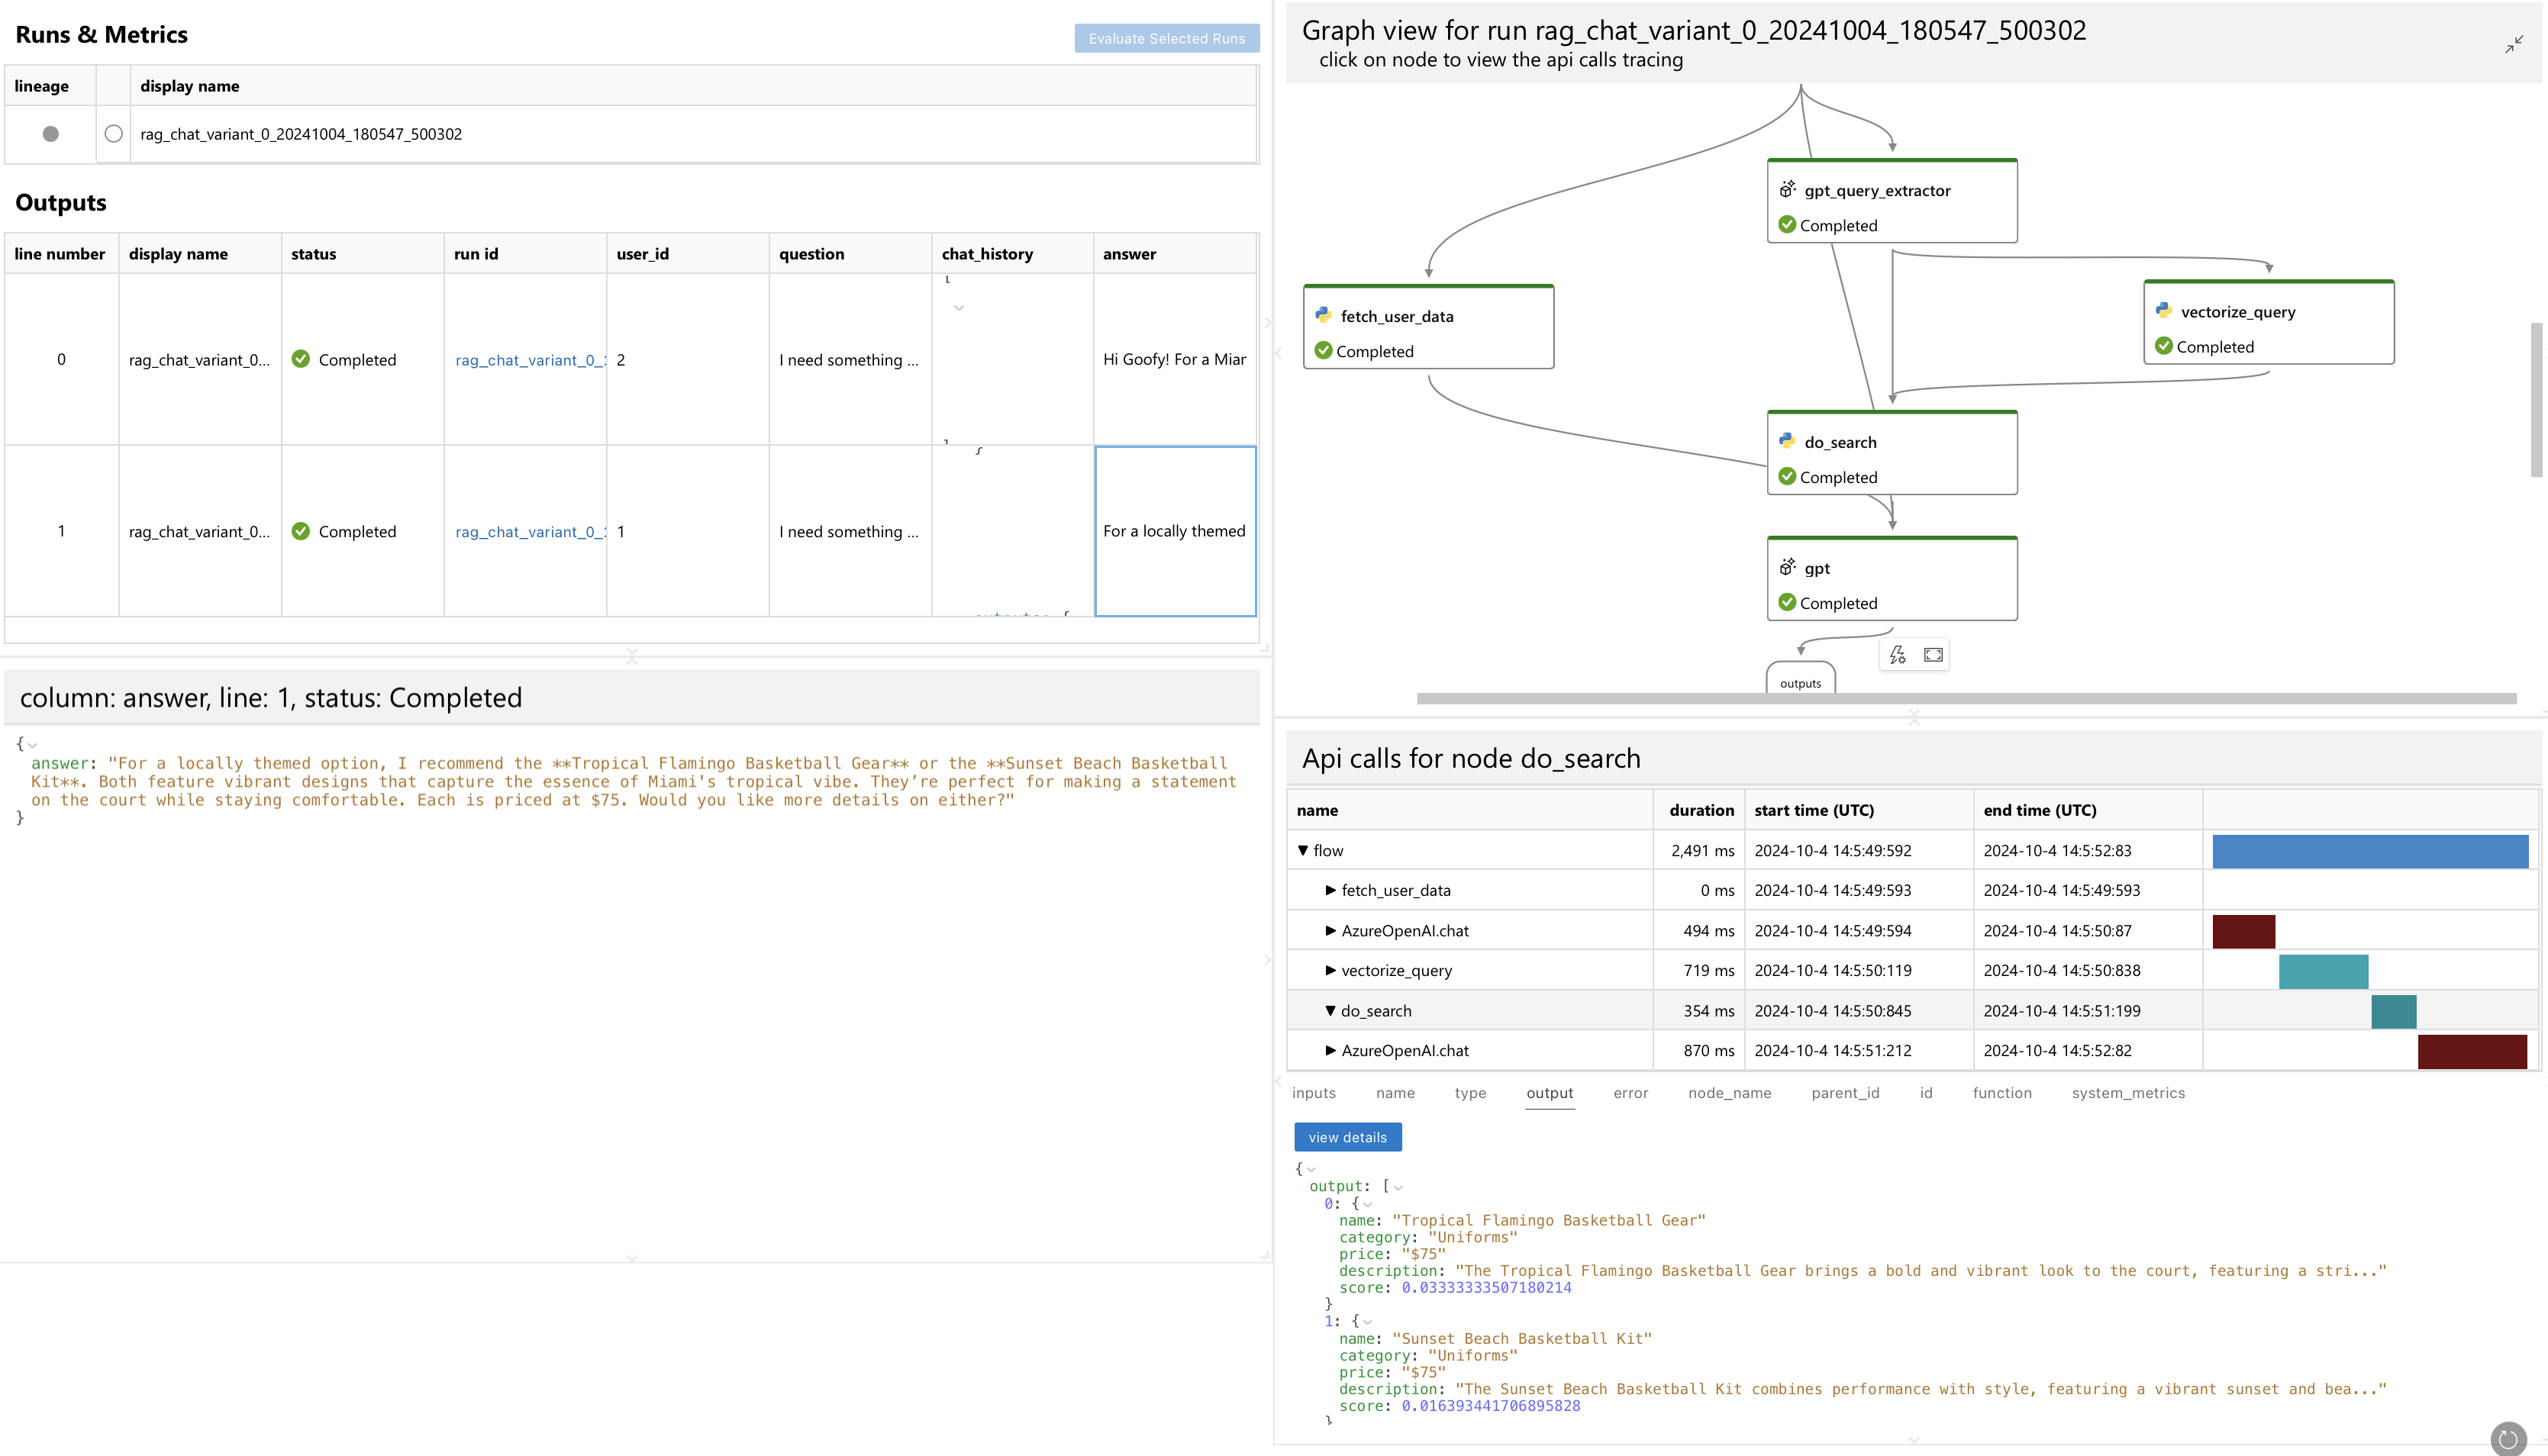 Runs & Metrics
Evaluate Selected Runs
lineage display name
rag_chat_variant_0_20241004_180547_500302
Outputs
line number display name status run id user_id question chat_history answer
[
0 rag_chat_variant_0... Completed rag_chat_variant_0_ 2 I need something ... Hi Goofy! For a Miar
]
{
1 rag_chat_variant_0... Completed rag_chat_variant_0_ 1 I need something ... For a locally themed
column: answer, line: 1, status: Completed
{
answer: "For a locally themed option, I recommend the **Tropical Flamingo Basketball Gear** or the **Sunset Beach Basketball
Kit**. Both feature vibrant designs that capture the essence of Miami's tropical vibe. They’re perfect for making a statement
on the court while staying comfortable. Each is priced at $75. Would you like more details on either?"
}
Graph view for run rag_chat_variant_0_20241004_180547_500302
click on node to view the api calls tracing
gpt_query_extractor
Completed
fetch_user_data
Completed
vectorize_query
Completed
do_search
Completed
gpt
Completed
outputs
Api calls for node do_search
name duration start time (UTC) end time (UTC)
flow 2,491 ms 2024-10-4 14:5:49:592 2024-10-4 14:5:52:83
fetch_user_data 0 ms 2024-10-4 14:5:49:593 2024-10-4 14:5:49:593
AzureOpenAI.chat 494 ms 2024-10-4 14:5:49:594 2024-10-4 14:5:50:87
vectorize_query 719 ms 2024-10-4 14:5:50:119 2024-10-4 14:5:50:838
do_search 354 ms 2024-10-4 14:5:50:845 2024-10-4 14:5:51:199
AzureOpenAI.chat 870 ms 2024-10-4 14:5:51:212 2024-10-4 14:5:52:82
inputs name type output error node_name parent_id id function system_metrics
view details
{
output: [
0: {
name: "Tropical Flamingo Basketball Gear"
category: "Uniforms"
price: "$75"
description: "The Tropical Flamingo Basketball Gear brings a bold and vibrant look to the court, featuring a stri..."
score: 0.03333333507180214
}
1: {
name: "Sunset Beach Basketball Kit"
category: "Uniforms"
price: "$75"
description: "The Sunset Beach Basketball Kit combines performance with style, featuring a vibrant sunset and bea..."
score: 0.016393441706895828
}